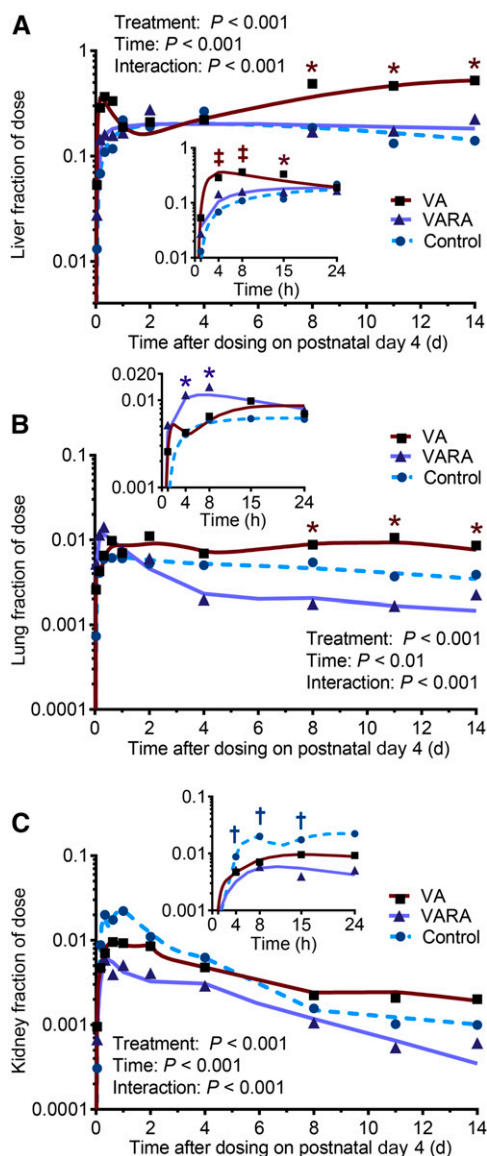 A
Treatment: P < 0.001
Time: P < 0.001
Interaction: P < 0.001
* * *
1
0.1
0.01
Liver fraction of dose
‡ ‡ *
1
0.1
0.01
0 4 8 15 24
Time (h)
VA
VARA
Control
0 2 4 6 8 10 12 14
Time after dosing on postnatal day 4 (d)
B
0.020
0.010
0.001
* *
0 4 8 15 24
Time (h)
VA
VARA
Control
0.1
0.01
0.001
0.0001
Lung fraction of dose
* * *
Treatment: P < 0.001
Time: P < 0.01
Interaction: P < 0.001
0 2 4 6 8 10 12 14
Time after dosing on postnatal day 4 (d)
C
0.1
0.01
0.001
† † †
0 4 8 15 24
Time (h)
VA
VARA
Control
0.1
0.01
0.001
0.0001
Kidney fraction of dose
Treatment: P < 0.001
Time: P < 0.001
Interaction: P < 0.001
0 2 4 6 8 10 12 14
Time after dosing on postnatal day 4 (d)